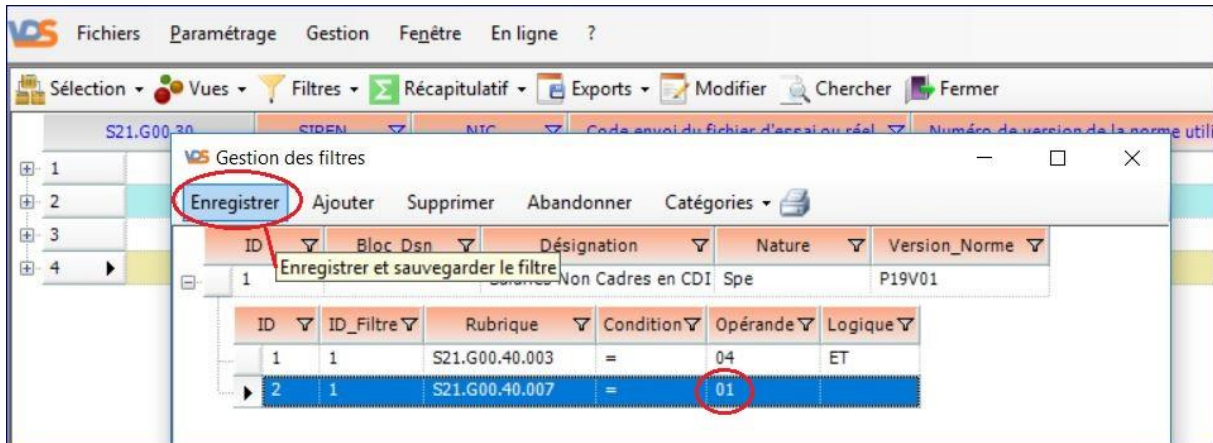 VDS Fichiers Paramétrage Gestion Fenêtre En ligne ?
Sélection Vues Filtres Récapitulatif Exports Modifier Chercher Fermer
S21.G00.30 SIREN NIC Code envoi du fichier d'essai ou réel Numéro de version de la norme utili
1
2
3
4
VDS Gestion des filtres
Enregistrer Ajouter Supprimer Abandonner Catégories
ID Bloc_Dsn Désignation Nature Version_Norme
Enregistrer et sauvegarder le filtre
1 Salariés Non Cadres en CDI Spe P19V01
ID ID_Filtre Rubrique Condition Opérande Logique
1 1 S21.G00.40.003 = 04 ET
2 1 S21.G00.40.007 = 01